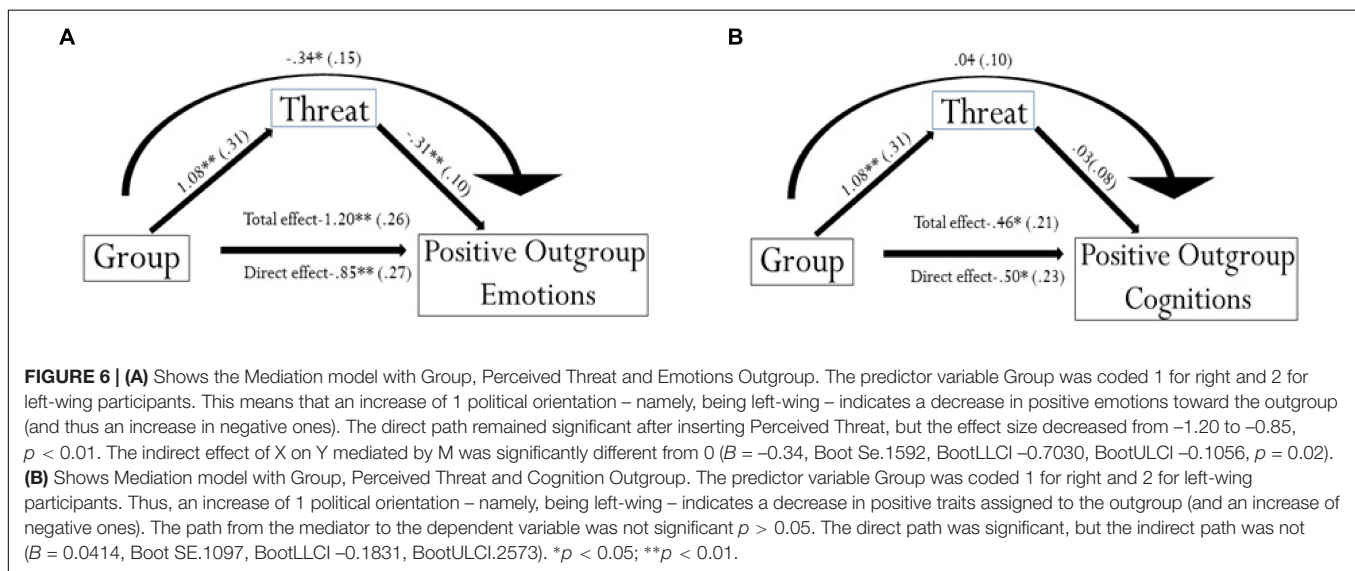 A
-.34* (.15)
Threat
1.08** (.31)
-.31** (.10)
Total effect-1.20** (.26)
Group
Direct effect-.85** (.27)
Positive Outgroup
Emotions
B
.04 (.10)
Threat
1.08** (.31)
.03(.08)
Total effect-.46* (.21)
Group
Direct effect-.50* (.23)
Positive Outgroup
Cognitions
FIGURE 6 | (A) Shows the Mediation model with Group, Perceived Threat and Emotions Outgroup. The predictor variable Group was coded 1 for right and 2 for
left-wing participants. This means that an increase of 1 political orientation – namely, being left-wing – indicates a decrease in positive emotions toward the outgroup
(and thus an increase in negative ones). The direct path remained significant after inserting Perceived Threat, but the effect size decreased from –1.20 to –0.85,
p < 0.01. The indirect effect of X on Y mediated by M was significantly different from 0 (B = –0.34, Boot Se.1592, BootLLCI –0.7030, BootULCI –0.1056, p = 0.02).
(B) Shows Mediation model with Group, Perceived Threat and Cognition Outgroup. The predictor variable Group was coded 1 for right and 2 for left-wing
participants. Thus, an increase of 1 political orientation – namely, being left-wing – indicates a decrease in positive traits assigned to the outgroup (and an increase of
negative ones). The path from the mediator to the dependent variable was not significant p > 0.05. The direct path was significant, but the indirect path was not
(B = 0.0414, Boot SE.1097, BootLLCI –0.1831, BootULCI.2573). *p < 0.05; **p < 0.01.